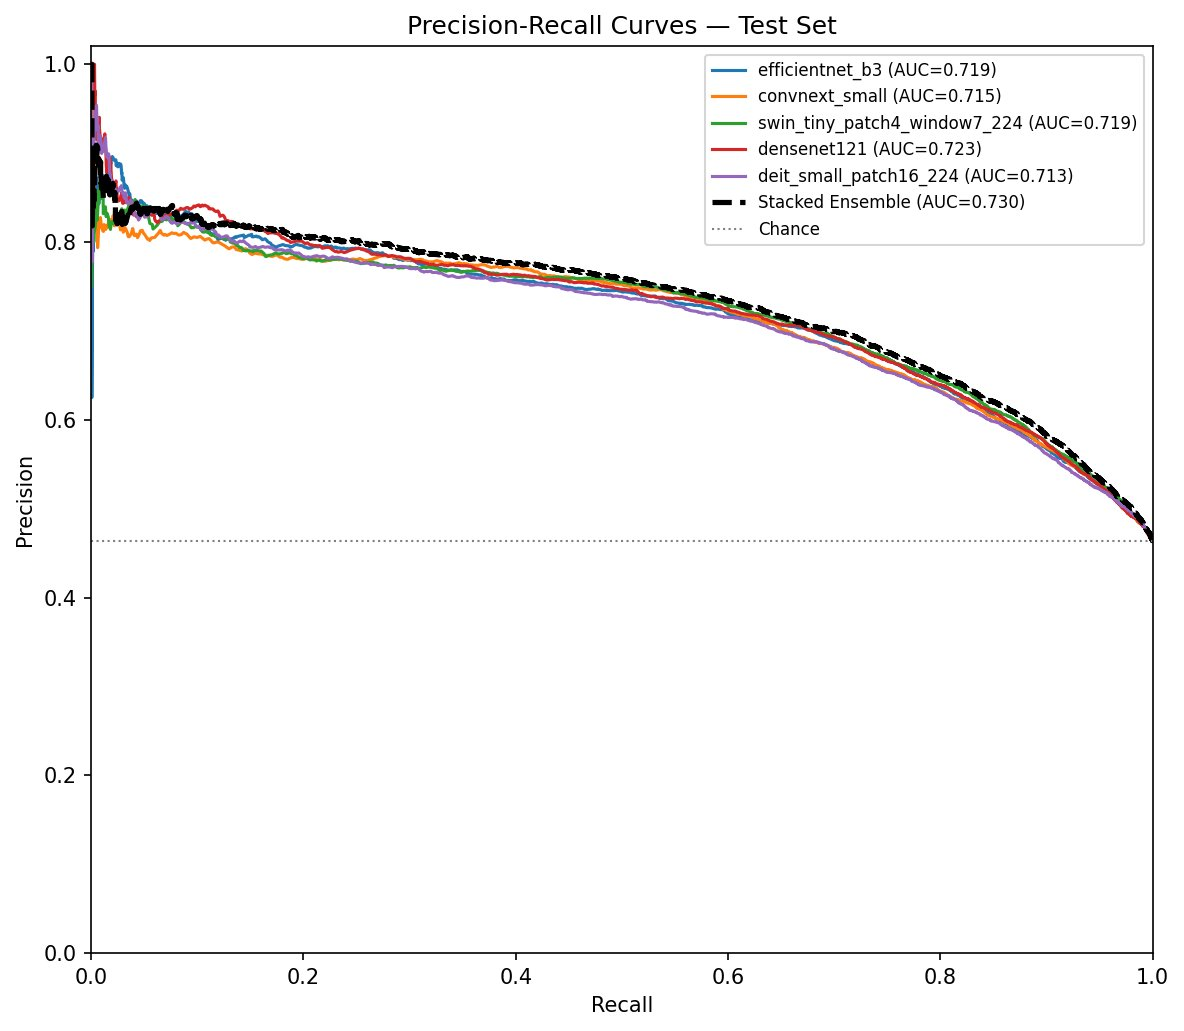 Precision-Recall Curves — Test Set
efficientnet_b3 (AUC=0.719)
convnext_small (AUC=0.715)
swin_tiny_patch4_window7_224 (AUC=0.719)
densenet121 (AUC=0.723)
deit_small_patch16_224 (AUC=0.713)
Stacked Ensemble (AUC=0.730)
Chance
Precision
1.0
0.8
0.6
0.4
0.2
0.0
0.0 0.2 0.4 0.6 0.8 1.0
Recall